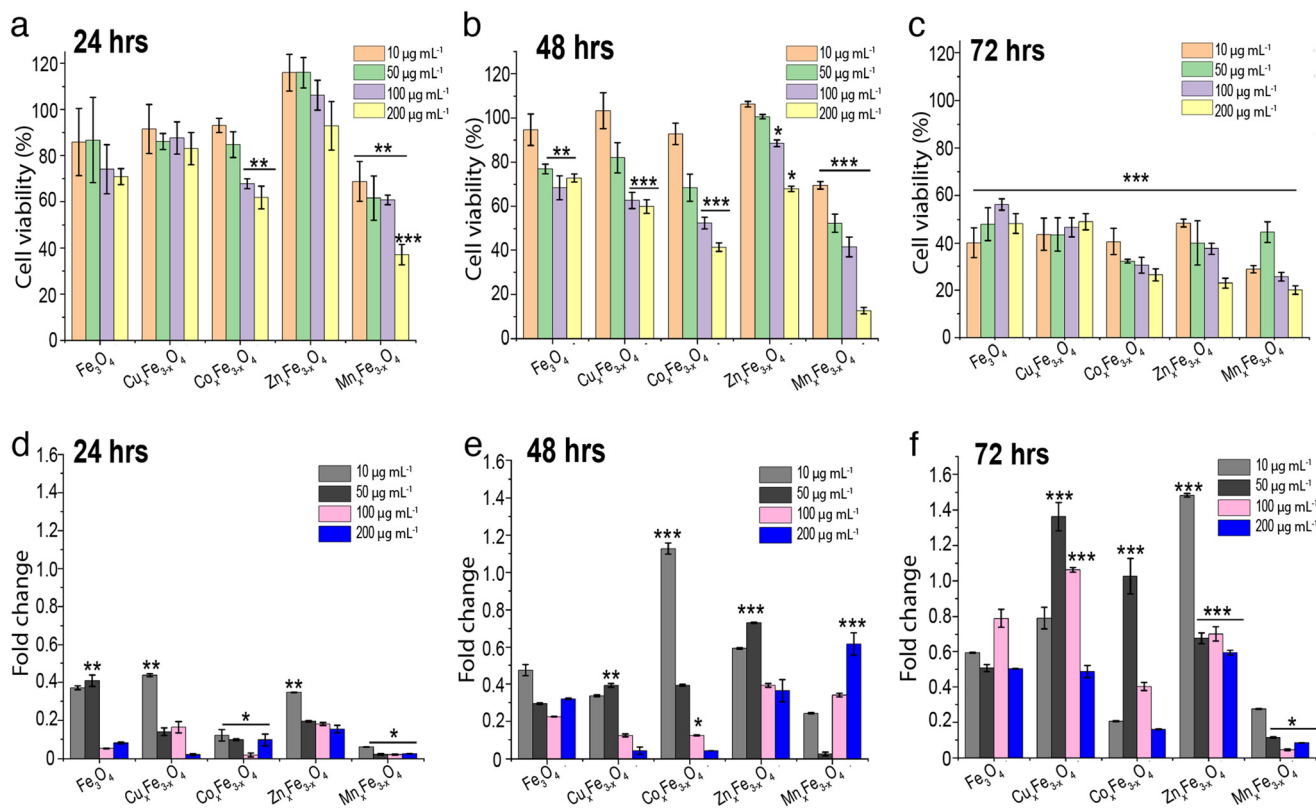 a 24 hrs
120
100
80
60
40
20
0
Cell viability (%)
10 µg mL⁻¹
50 µg mL⁻¹
100 µg mL⁻¹
200 µg mL⁻¹
**
**
***
Fe₃O₄
CuₓFe₃₋ₓO₄
CoₓFe₃₋ₓO₄
ZnₓFe₃₋ₓO₄
MnₓFe₃₋ₓO₄
b 48 hrs
120
100
80
60
40
20
0
Cell viability (%)
10 µg mL⁻¹
50 µg mL⁻¹
100 µg mL⁻¹
200 µg mL⁻¹
**
***
***
*
*
***
Fe₃O₄
CuₓFe₃₋ₓO₄
CoₓFe₃₋ₓO₄
ZnₓFe₃₋ₓO₄
MnₓFe₃₋ₓO₄
c 72 hrs
120
100
80
60
40
20
0
Cell viability (%)
10 µg mL⁻¹
50 µg mL⁻¹
100 µg mL⁻¹
200 µg mL⁻¹
***
Fe₃O₄
CuₓFe₃₋ₓO₄
CoₓFe₃₋ₓO₄
ZnₓFe₃₋ₓO₄
MnₓFe₃₋ₓO₄
d 24 hrs
1.6
1.4
1.2
1.0
0.8
0.6
0.4
0.2
0.0
Fold change
10 µg mL⁻¹
50 µg mL⁻¹
100 µg mL⁻¹
200 µg mL⁻¹
**
**
*
**
*
Fe₃O₄
CuₓFe₃₋ₓO₄
CoₓFe₃₋ₓO₄
ZnₓFe₃₋ₓO₄
MnₓFe₃₋ₓO₄
e 48 hrs
1.6
1.4
1.2
1.0
0.8
0.6
0.4
0.2
0.0
Fold change
10 µg mL⁻¹
50 µg mL⁻¹
100 µg mL⁻¹
200 µg mL⁻¹
**
***
*
***
***
Fe₃O₄
CuₓFe₃₋ₓO₄
CoₓFe₃₋ₓO₄
ZnₓFe₃₋ₓO₄
MnₓFe₃₋ₓO₄
f 72 hrs
1.6
1.4
1.2
1.0
0.8
0.6
0.4
0.2
0.0
Fold change
10 µg mL⁻¹
50 µg mL⁻¹
100 µg mL⁻¹
200 µg mL⁻¹
***
***
***
***
***
*
Fe₃O₄
CuₓFe₃₋ₓO₄
CoₓFe₃₋ₓO₄
ZnₓFe₃₋ₓO₄
MnₓFe₃₋ₓO₄